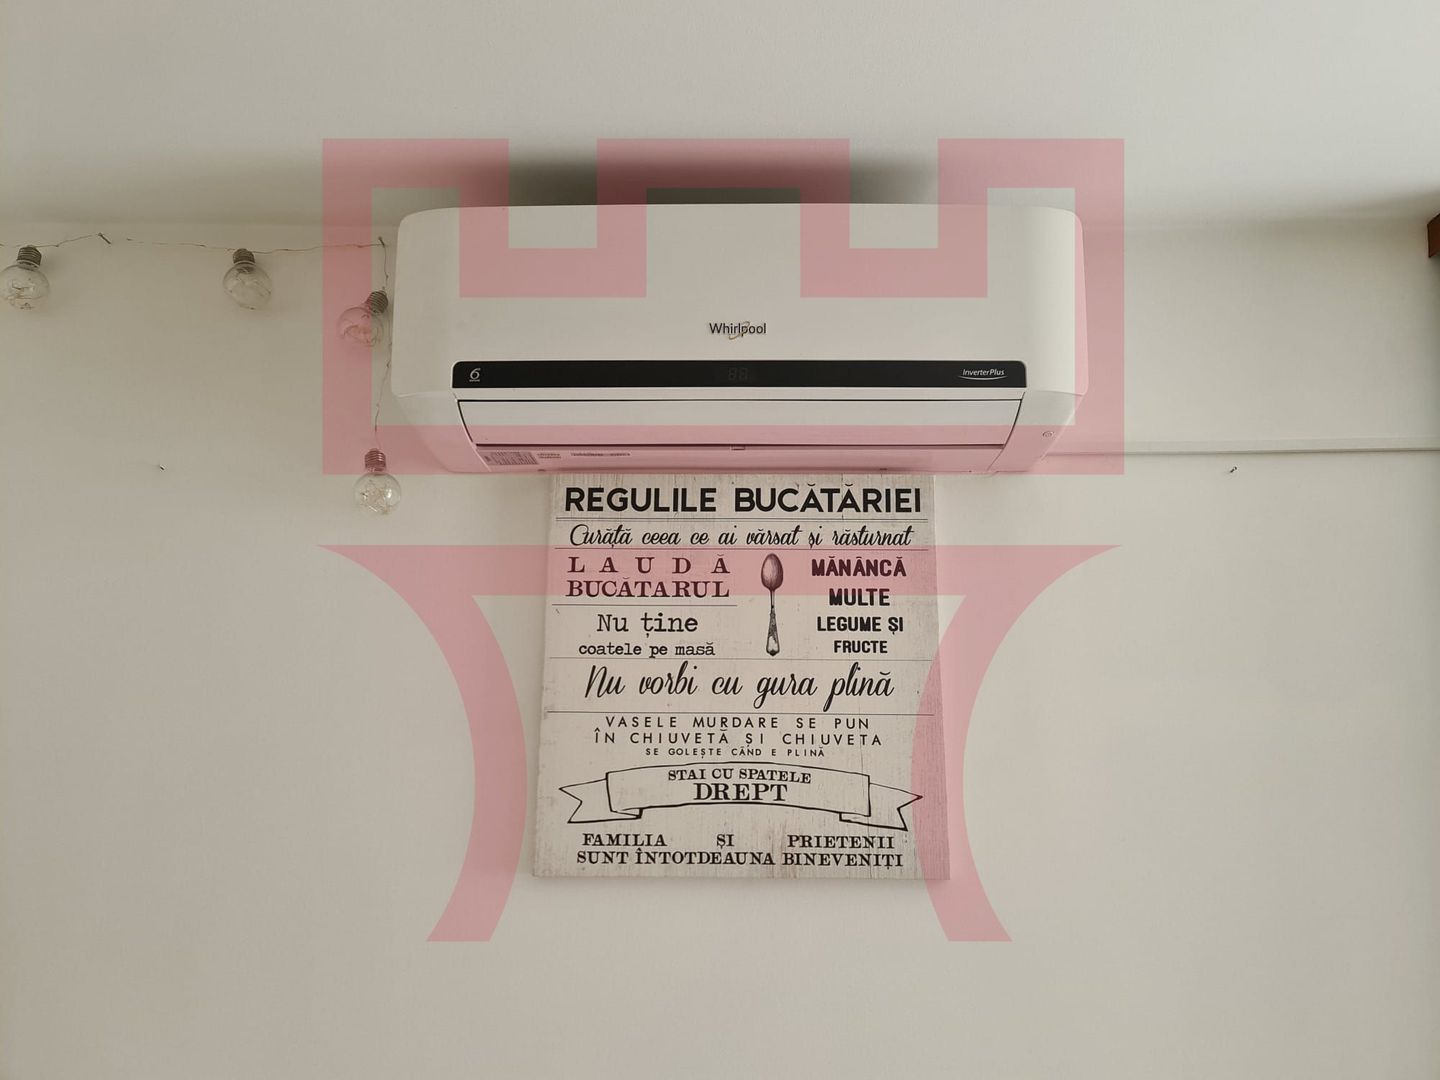 Whirlpool
6
InverterPlus
REGULILE BUCĂTĂRIEI
Curăță ceea ce ai vărsat și răsturnat
LAUDĂ
BUCĂTARUL
Nu ține
coatele pe masă
MĂNÂNCĂ
MULTE
LEGUME ȘI
FRUCTE
Nu vorbi cu gura plină
VASELE MURDARE SE PUN
ÎN CHIUVETĂ ȘI CHIUVETA
SE GOLEȘTE CÂND E PLINĂ
STAI CU SPATELE
DREPT
FAMILIA ȘI PRIETENII
SUNT ÎNTOTDEAUNA BINEVENIȚI